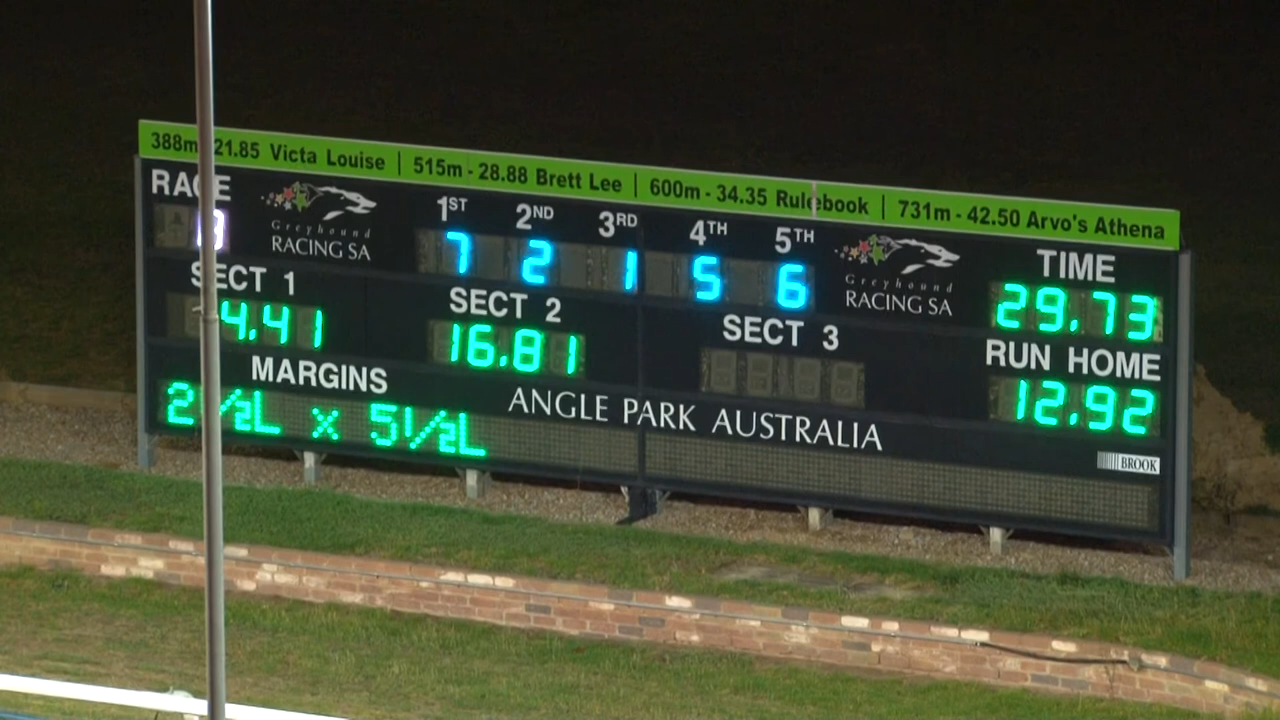 388m 21.85 Victa Louise | 515m - 28.88 Brett Lee | 600m - 34.35 Rulebook | 731m - 42.50 Arvo's Athena
RACE
Greyhound
RACING SA
1ST 2ND 3RD 4TH 5TH
7 2 1 5 6
Greyhound
RACING SA
TIME
29.73
SECT 1
4.41
SECT 2
16.81
SECT 3
RUN HOME
12.92
MARGINS
2½L x 5½L
ANGLE PARK AUSTRALIA
BROOK